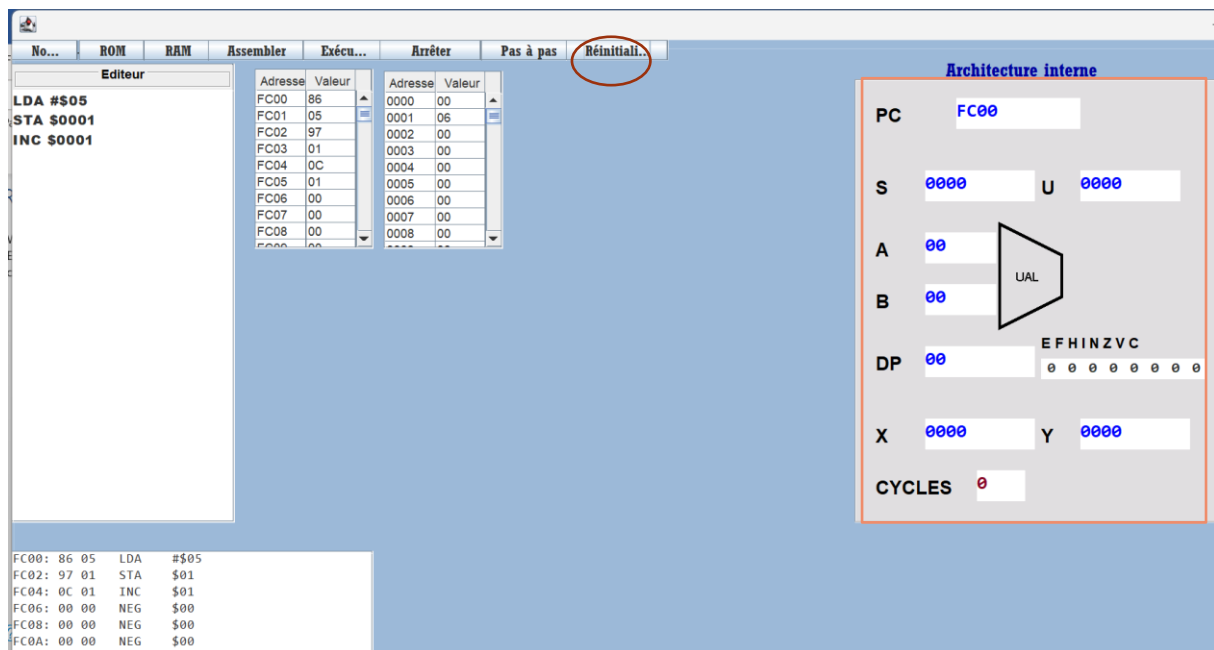 No... ROM RAM Assembler Exécu... Arrêter Pas à pas Réinitiali...
Editeur
LDA #$05
STA $0001
INC $0001
Adresse Valeur
FC00 86
FC01 05
FC02 97
FC03 01
FC04 0C
FC05 01
FC06 00
FC07 00
FC08 00
Adresse Valeur
0000 00
0001 06
0002 00
0003 00
0004 00
0005 00
0006 00
0007 00
0008 00
Architecture interne
PC FC00
S 0000 U 0000
A 00
UAL
B 00
E F H I N Z V C
DP 00 0 0 0 0 0 0 0 0
X 0000 Y 0000
CYCLES 0
FC00: 86 05 LDA #$05
FC02: 97 01 STA $01
FC04: 0C 01 INC $01
FC06: 00 00 NEG $00
FC08: 00 00 NEG $00
FC0A: 00 00 NEG $00